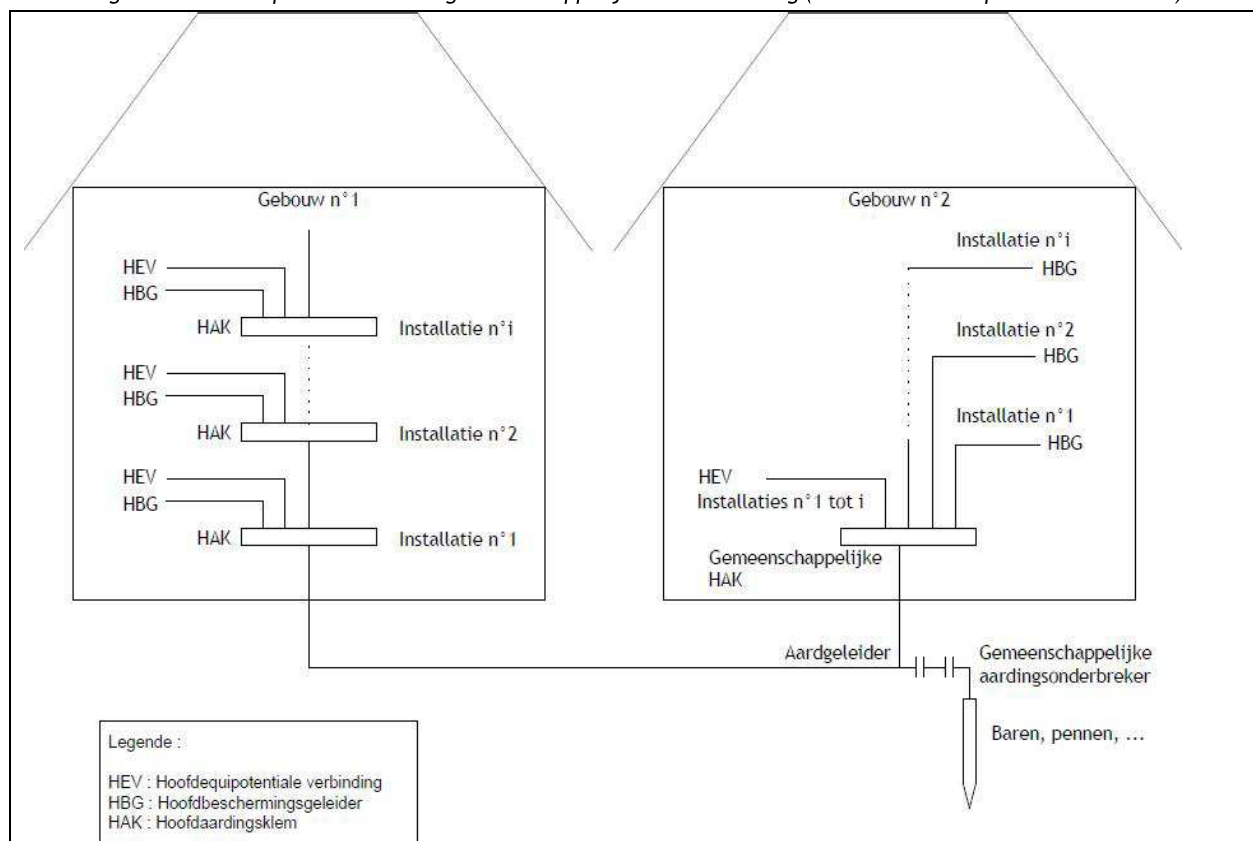 Gebouw n°1
HEV
HBG
HAK
Installatie n°i
HEV
HBG
HAK
Installatie n°2
HEV
HBG
HAK
Installatie n°1
Gebouw n°2
Installatie n°i
HBG
Installatie n°2
HBG
Installatie n°1
HBG
HEV
Installaties n°1 tot i
Gemeenschappelijke
HAK
Aardgeleider
Gemeenschappelijke
aardingsonderbreker
Baren, pennen, ...
Legende :
HEV : Hoofdequipotentiale verbinding
HBG : Hoofdbeschermingsgeleider
HAK : Hoofdaardingsklem